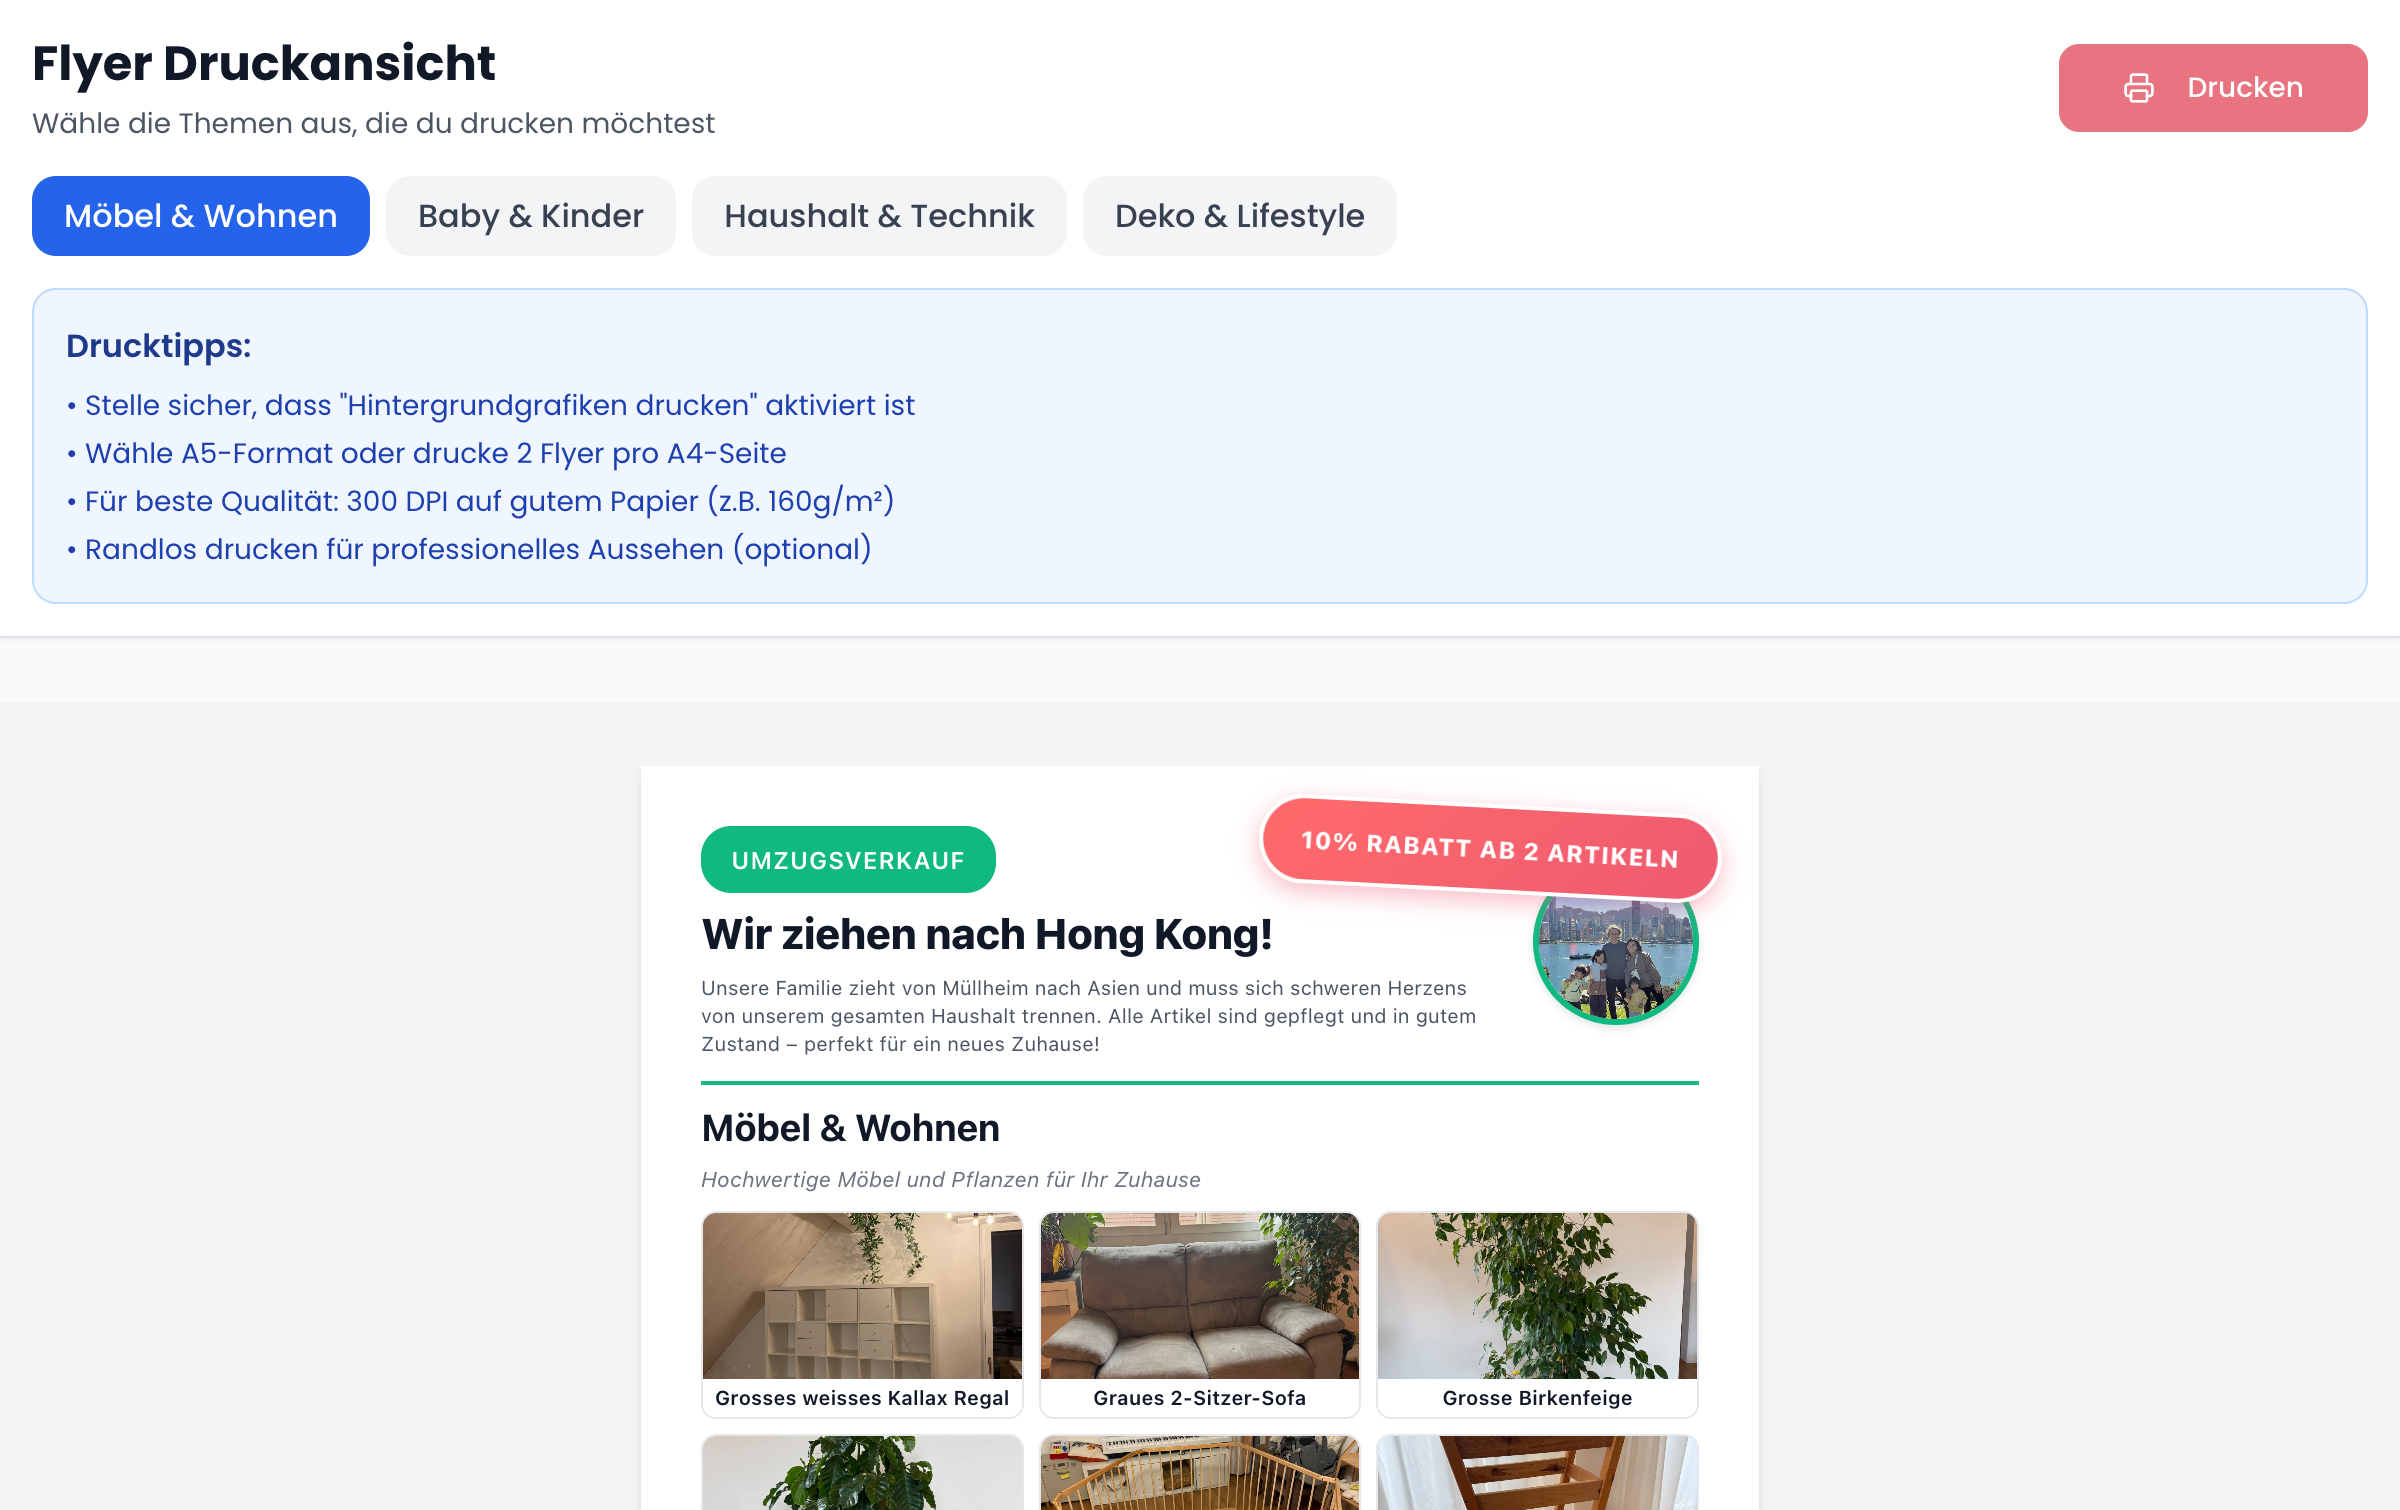 Flyer Druckansicht
Wähle die Themen aus, die du drucken möchtest
Drucken
Möbel & Wohnen
Baby & Kinder
Haushalt & Technik
Deko & Lifestyle
Drucktipps:
• Stelle sicher, dass "Hintergrundgrafiken drucken" aktiviert ist
• Wähle A5-Format oder drucke 2 Flyer pro A4-Seite
• Für beste Qualität: 300 DPI auf gutem Papier (z.B. 160g/m²)
• Randlos drucken für professionelles Aussehen (optional)
UMZUGSVERKAUF
10% RABATT AB 2 ARTIKELN
Wir ziehen nach Hong Kong!
Unsere Familie zieht von Müllheim nach Asien und muss sich schweren Herzens
von unserem gesamten Haushalt trennen. Alle Artikel sind gepflegt und in gutem
Zustand – perfekt für ein neues Zuhause!
Möbel & Wohnen
Hochwertige Möbel und Pflanzen für Ihr Zuhause
Grosses weisses Kallax Regal
Graues 2-Sitzer-Sofa
Grosse Birkenfeige